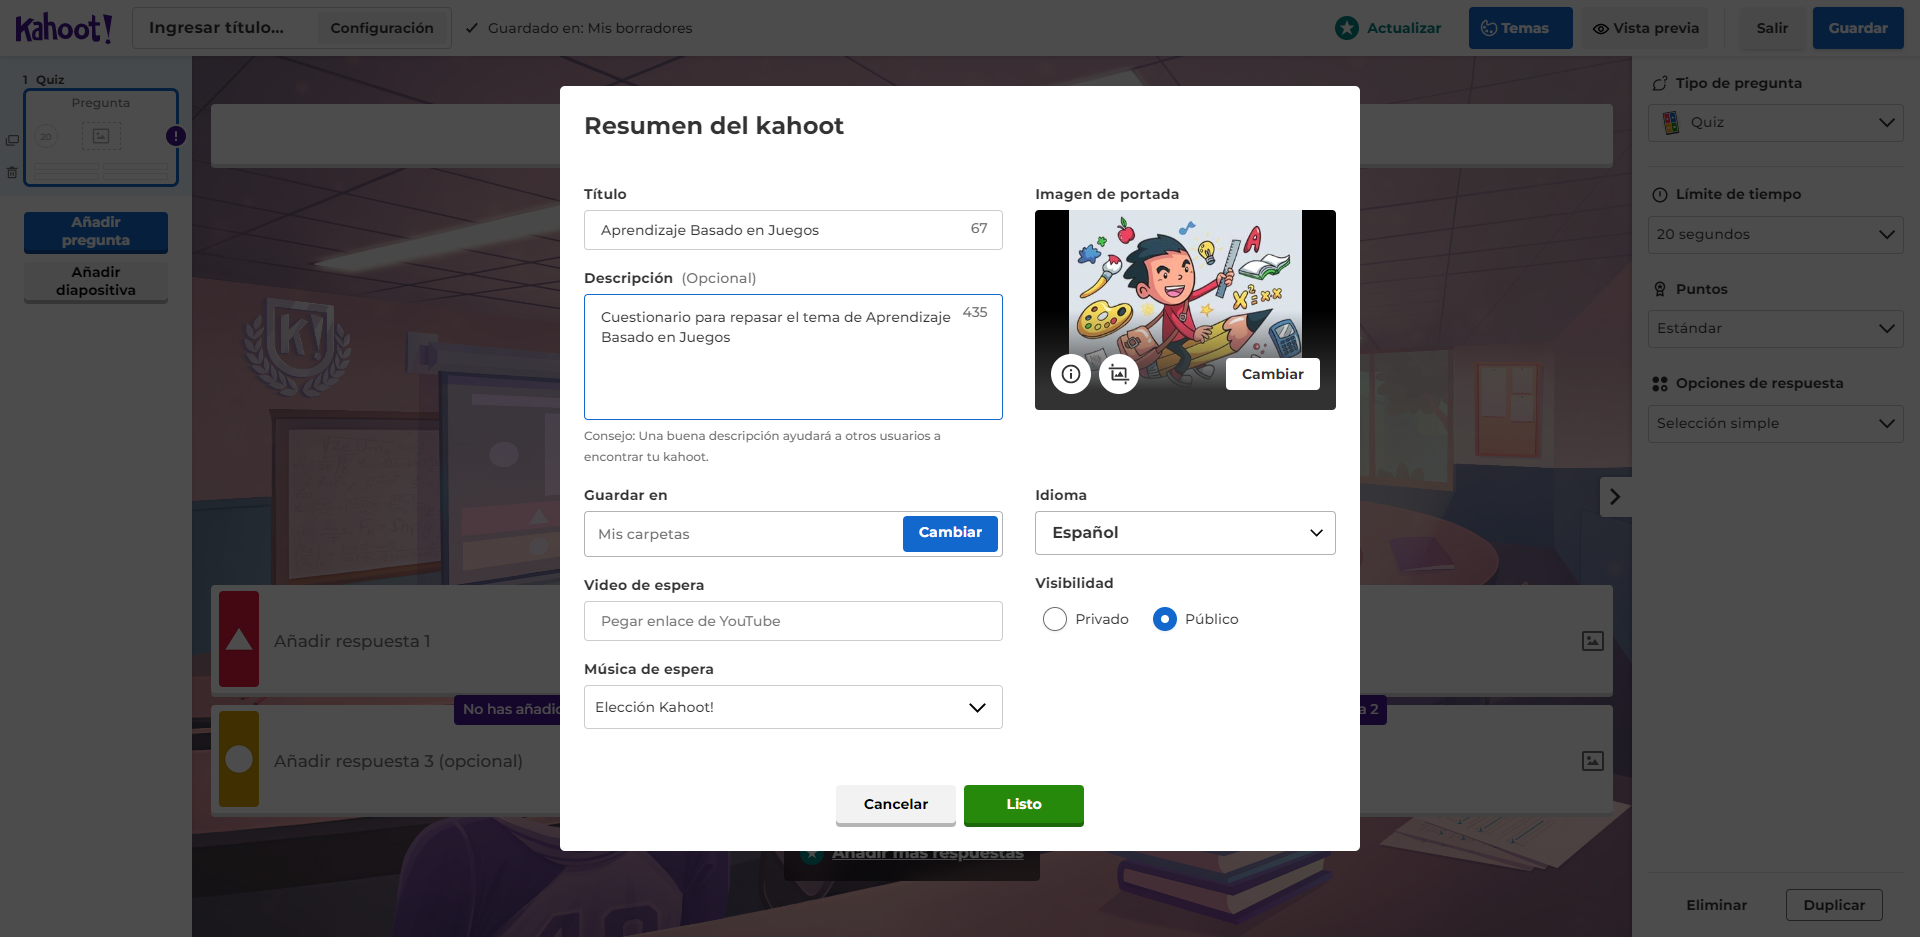 Kahoot!
Ingresar título...
Configuración
Guardado en: Mis borradores
Actualizar
Temas
Vista previa
Salir
Guardar
1 Quiz
Pregunta
20
!
Añadir
pregunta
Añadir
diapositiva
K!
Resumen del kahoot
Título
Aprendizaje Basado en Juegos
67
Descripción (Opcional)
Cuestionario para repasar el tema de Aprendizaje
Basado en Juegos
435
Consejo: Una buena descripción ayudará a otros usuarios a
encontrar tu kahoot.
Guardar en
Mis carpetas
Cambiar
Video de espera
Pegar enlace de YouTube
Música de espera
Elección Kahoot!
Imagen de portada
A
Cambiar
Idioma
Español
Visibilidad
Privado
Público
Cancelar
Listo
Añadir respuesta 1
No has añadid
a 2
Añadir respuesta 3 (opcional)
Añadir más respuestas
Tipo de pregunta
Quiz
Límite de tiempo
20 segundos
Puntos
Estándar
Opciones de respuesta
Selección simple
Eliminar
Duplicar